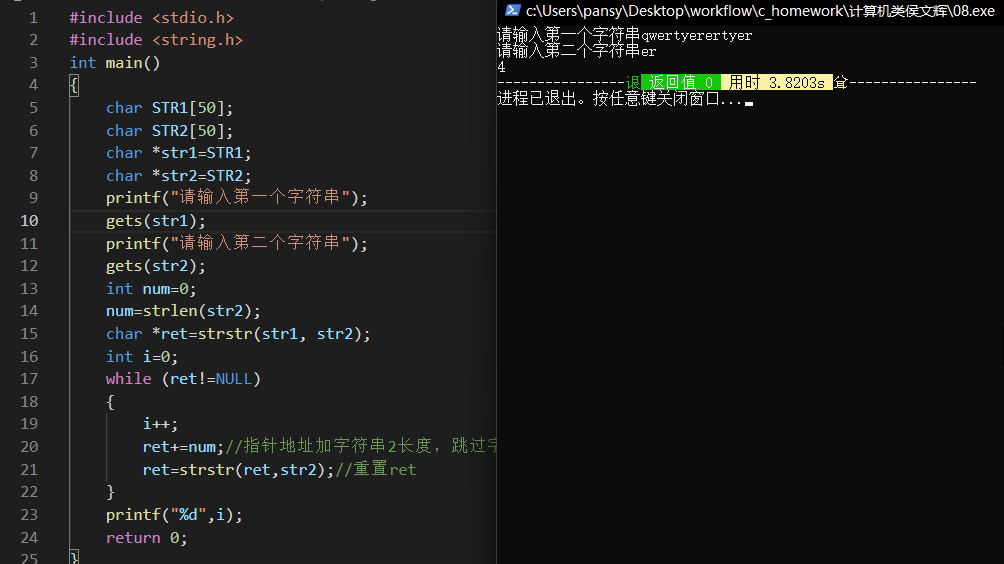 1 #include <stdio.h>
2 #include <string.h>
3 int main()
4 {
5 char STR1[50];
6 char STR2[50];
7 char *str1=STR1;
8 char *str2=STR2;
9 printf("请输入第一个字符串");
10 gets(str1);
11 printf("请输入第二个字符串");
12 gets(str2);
13 int num=0;
14 num=strlen(str2);
15 char *ret=strstr(str1, str2);
16 int i=0;
17 while (ret!=NULL)
18 {
19 i++;
20 ret+=num;//指针地址加字符串2长度，跳过字
21 ret=strstr(ret,str2);//重置ret
22 }
23 printf("%d",i);
24 return 0;
25 }
c:\Users\pansy\Desktop\workflow\c_homework\计算机类侯文辉\08.exe
请输入第一个字符串qwertyerertyer
请输入第二个字符串er
4
----------------返回值 0 用时 3.8203s ----------------
进程已退出。按任意键关闭窗口...